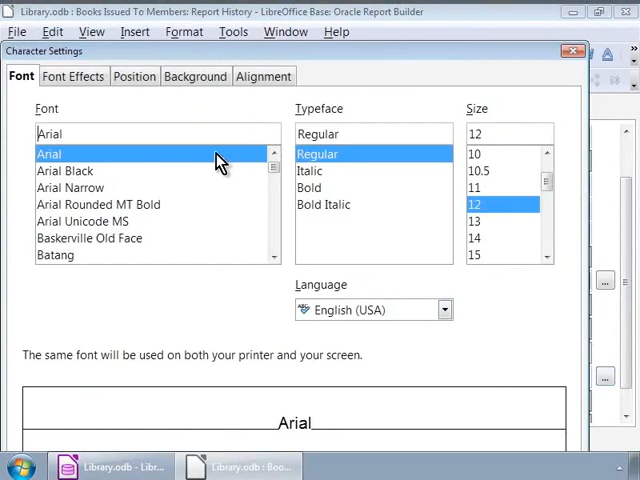 Library.odb : Books Issued To Members: Report History - LibreOffice Base: Oracle Report Builder
File Edit View Insert Format Tools Window Help
Character Settings
Font Font Effects Position Background Alignment
Font Typeface Size
Arial Regular 12
Arial Regular 10
Arial Black Italic 10.5
Arial Narrow Bold 11
Arial Rounded MT Bold Bold Italic 12
Arial Unicode MS 13
Baskerville Old Face 14
Batang 15
Language
English (USA)
The same font will be used on both your printer and your screen.
Arial
Library.odb - Libr... Library.odb : Boo...